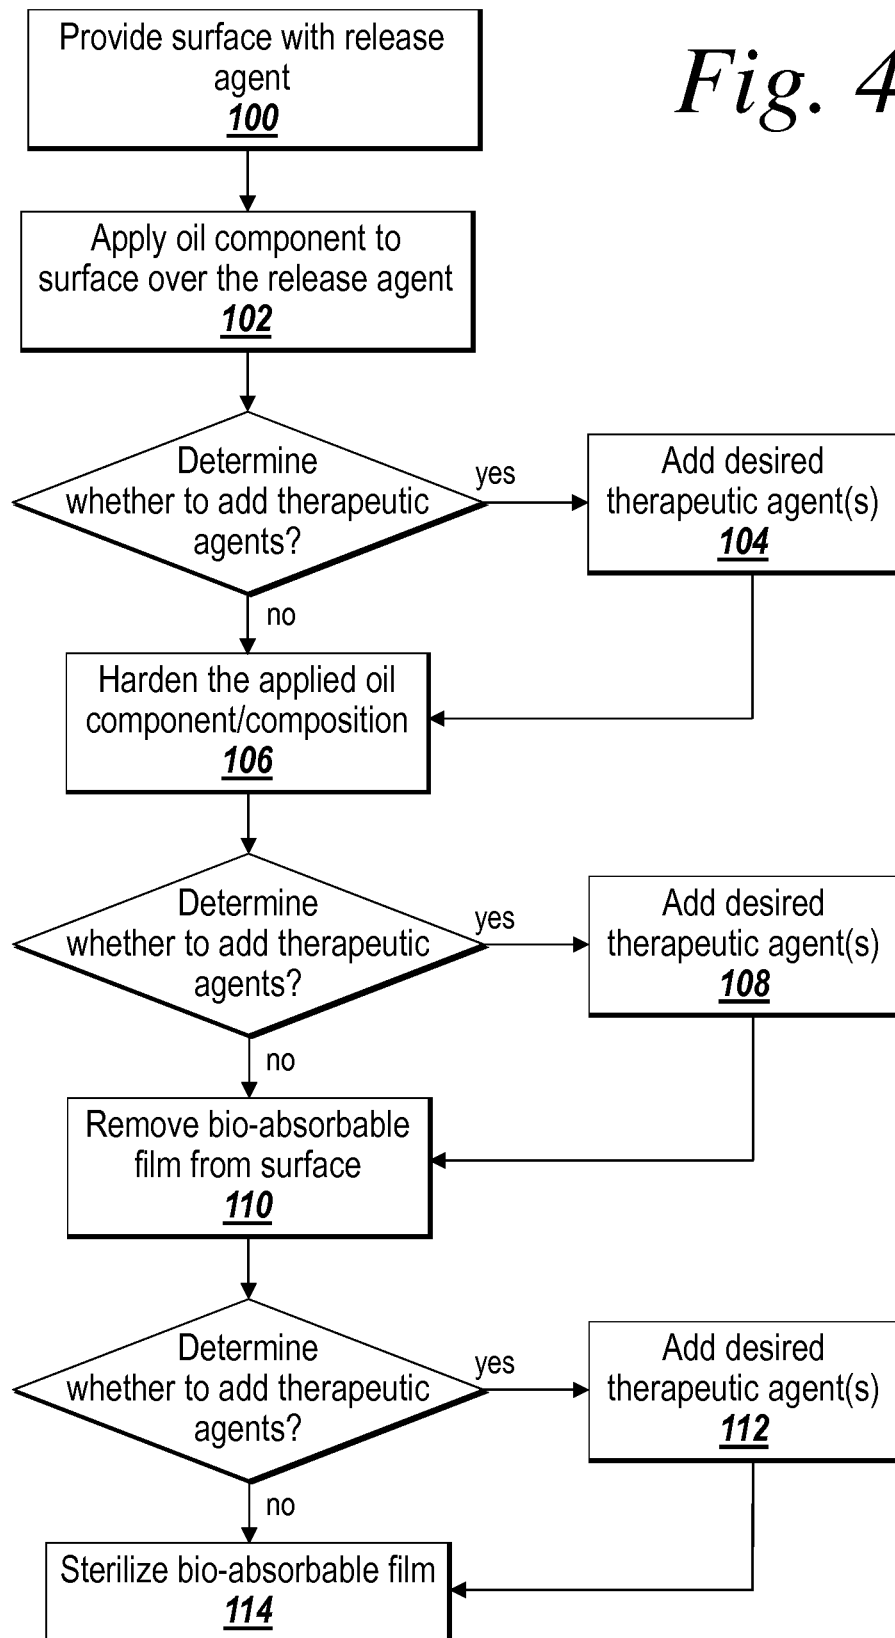 Provide surface with release
agent
100
Fig. 4
Apply oil component to
surface over the release agent
102
Determine
whether to add therapeutic
agents?
yes
Add desired
therapeutic agent(s)
104
no
Harden the applied oil
component/composition
106
Determine
whether to add therapeutic
agents?
yes
Add desired
therapeutic agent(s)
108
no
Remove bio-absorbable
film from surface
110
Determine
whether to add therapeutic
agents?
yes
Add desired
therapeutic agent(s)
112
no
Sterilize bio-absorbable film
114